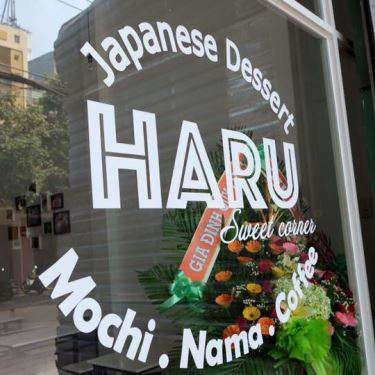 Japanese Dessert
HARU
Sweet corner
GIA ĐÌNH
Mochi . Nama . Coffee